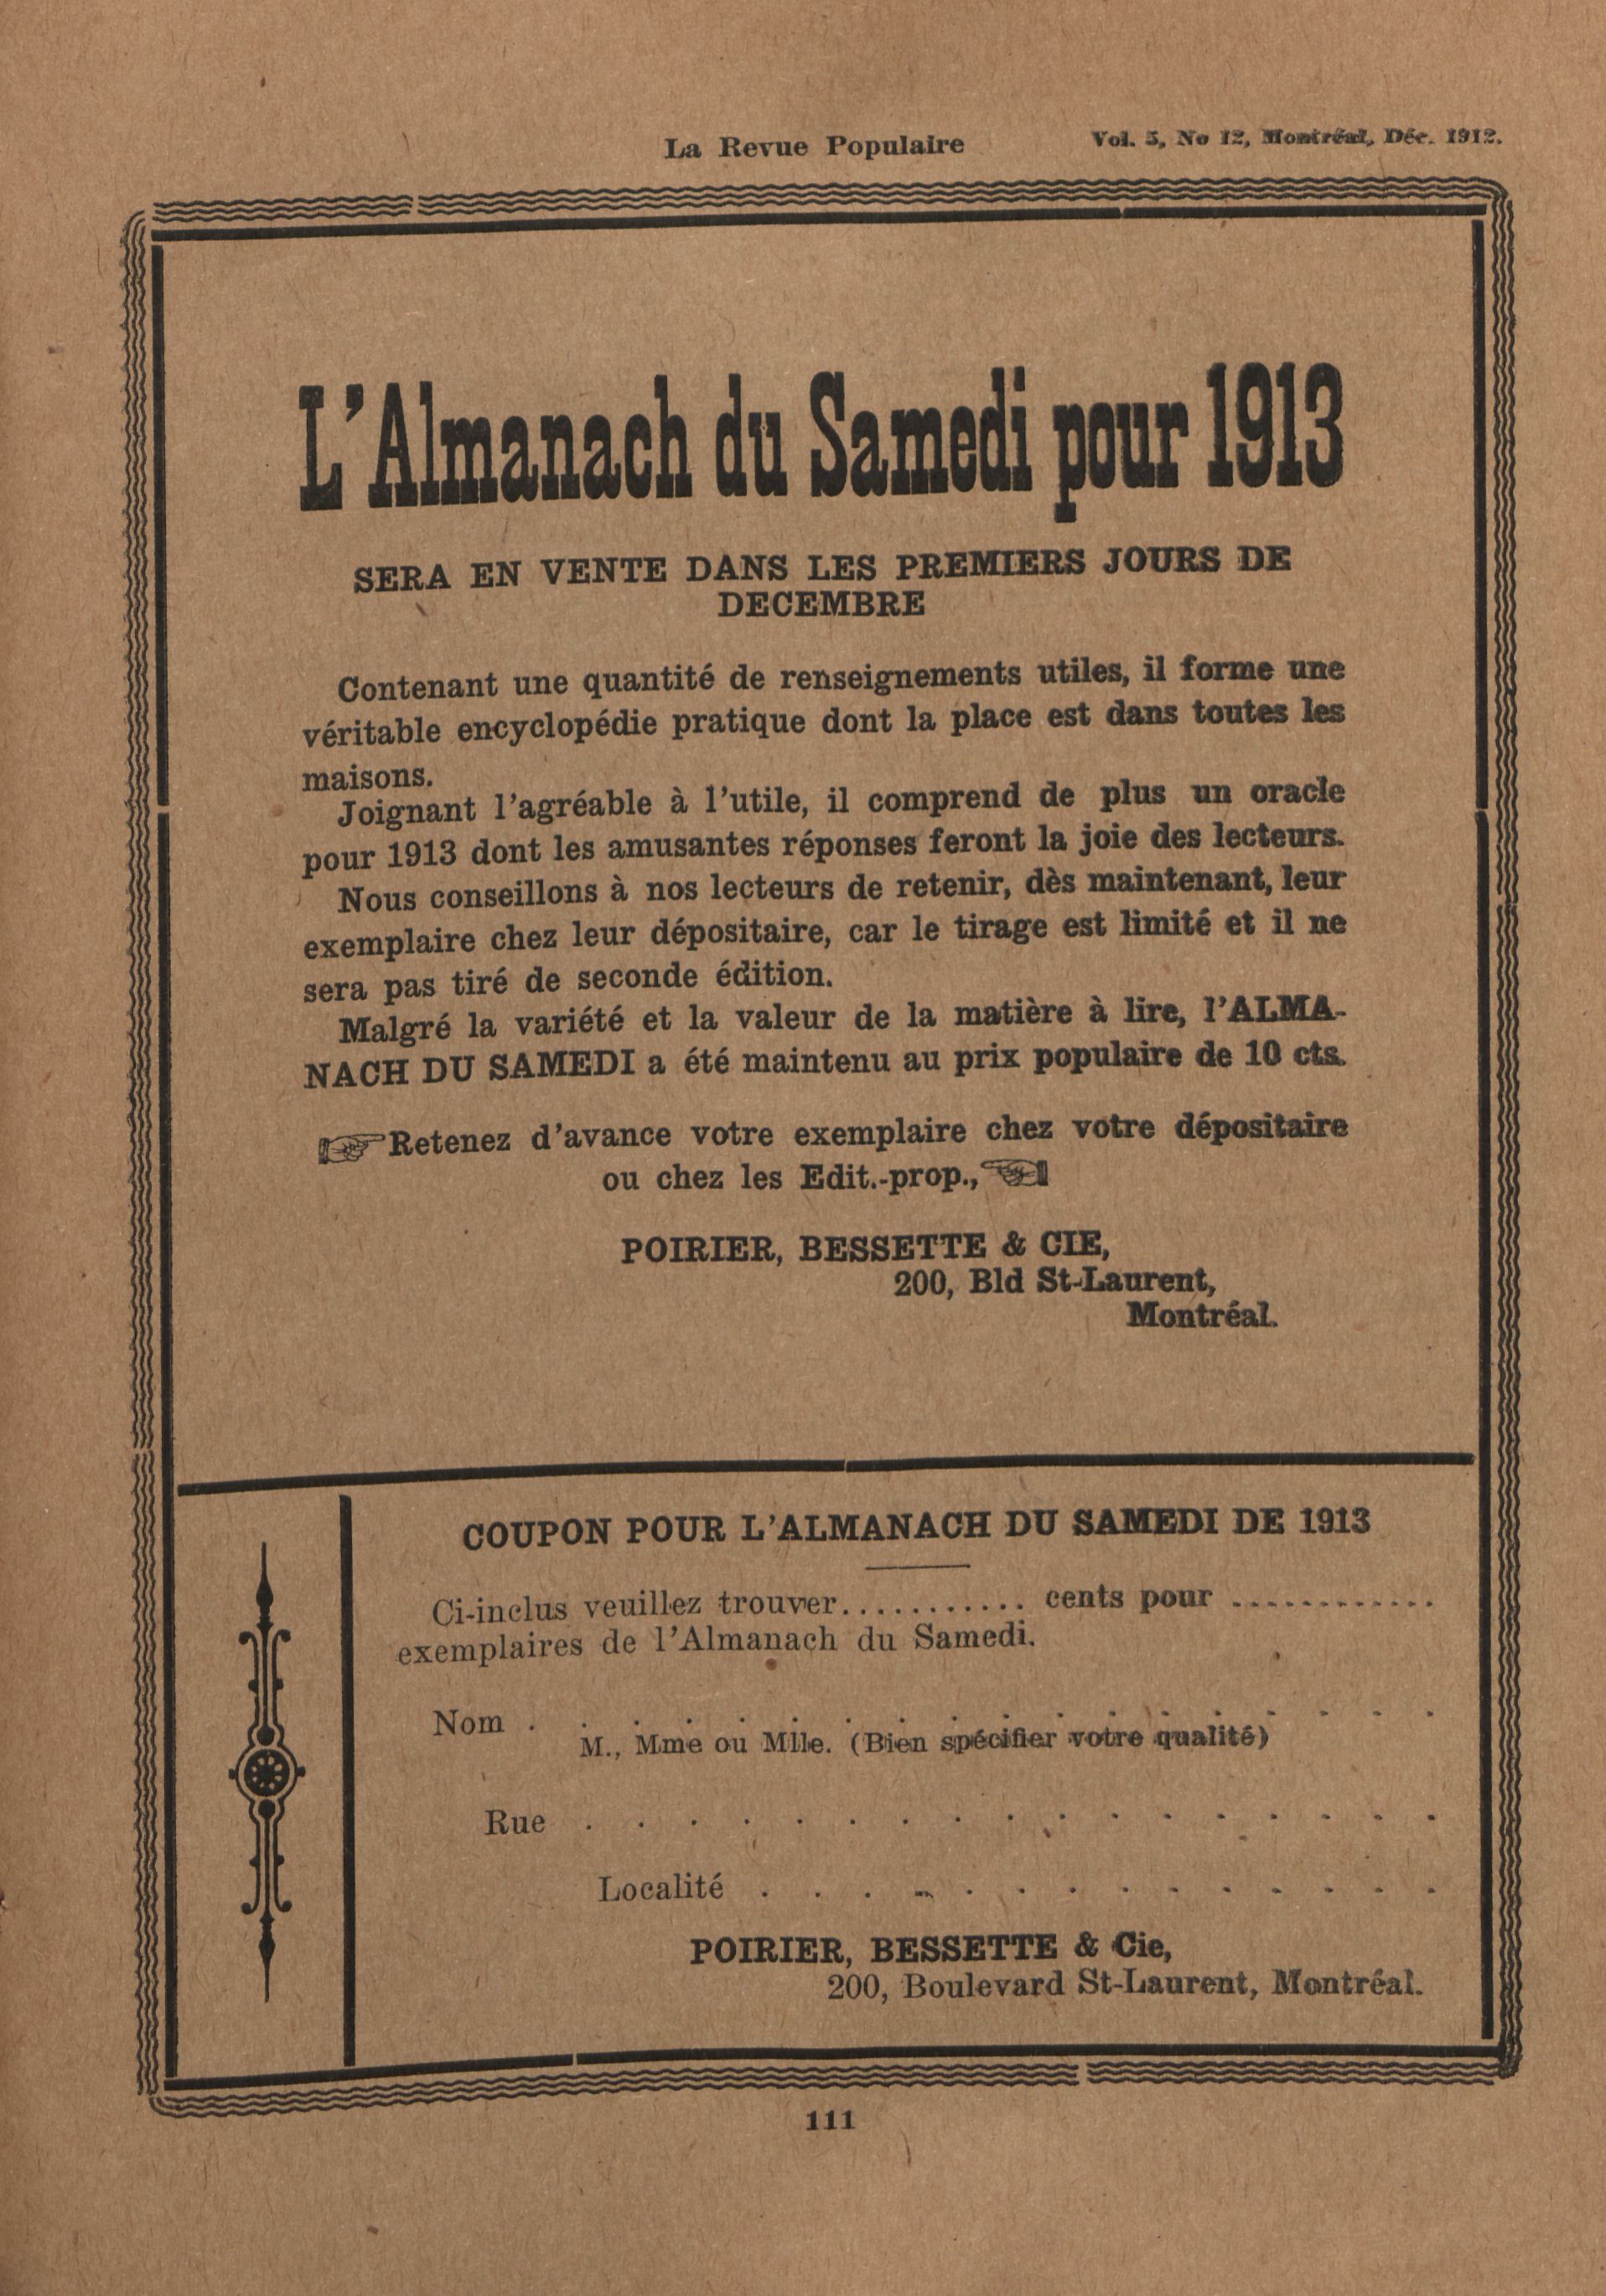 La Revue Populaire
Vol. 5, No 12, Montréal, Déc. 1912.
L'Almanach du Samedi pour 1913
SERA EN VENTE DANS LES PREMIERS JOURS DE
DECEMBRE
Contenant une quantité de renseignements utiles, il forme une
véritable encyclopédie pratique dont la place est dans toutes les
maisons.
Joignant l'agréable à l'utile, il comprend de plus un oracle
pour 1913 dont les amusantes réponses feront la joie des lecteurs.
Nous conseillons à nos lecteurs de retenir, dès maintenant, leur
exemplaire chez leur dépositaire, car le tirage est limité et il ne
sera pas tiré de seconde édition.
Malgré la variété et la valeur de la matière à lire, l'ALMA-
NACH DU SAMEDI a été maintenu au prix populaire de 10 cts.
Retenez d'avance votre exemplaire chez votre dépositaire
ou chez les Edit.-prop.,
POIRIER, BESSETTE & CIE,
200, Bld St-Laurent,
Montréal.
COUPON POUR L'ALMANACH DU SAMEDI DE 1913
Ci-inclus veuillez trouver........... cents pour ............
exemplaires de l'Almanach du Samedi.
Nom . . . . . . . . . . . . . . . . . .
M., Mme ou Mlle. (Bien spécifier votre qualité)
Rue . . . . . . . . . . . . . . . . .
Localité . . . . . . . . . . . . . .
POIRIER, BESSETTE & Cie,
200, Boulevard St-Laurent, Montréal.
111